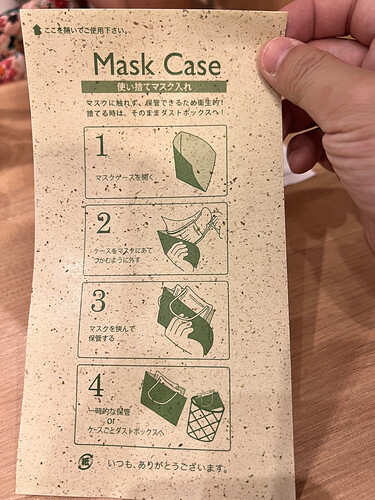 ここを開いてご使用下さい。
Mask Case
使い捨てマスク入れ
マスクに触れず、保管できるため衛生的!
捨てる時は、そのままダストボックスへ!
1
マスクケースを開く
2
ケースをマスクにあて
つかむように外す
3
マスクを挟んで
保管する
4
一時的な保管
or
ケースごとダストボックスへ
紙
いつも、ありがとうございます。